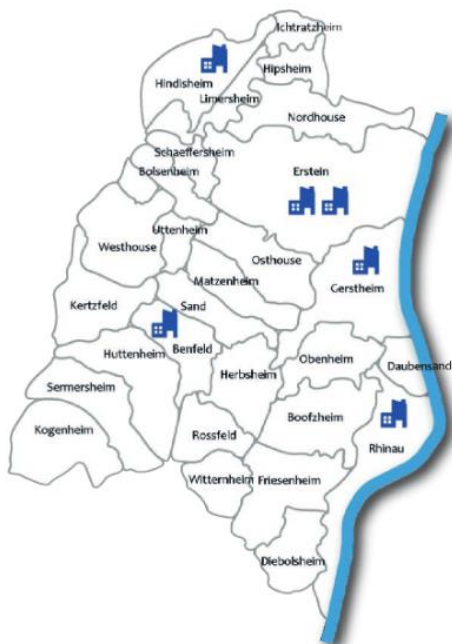 Ichtratzheim
Hipsheim
Hindisheim
Limersheim
Nordhouse
Schaeffersheim
Bolsenheim
Erstein
Uttenheim
Westhouse
Osthouse
Matzenheim
Gerstheim
Kertzfeld
Sand
Huttenheim
Benfeld
Obenheim
Daubensand
Herbsheim
Sermersheim
Boofzheim
Kogenheim
Rossfeld
Rhinau
Witternheim
Friesenheim
Diebolsheim